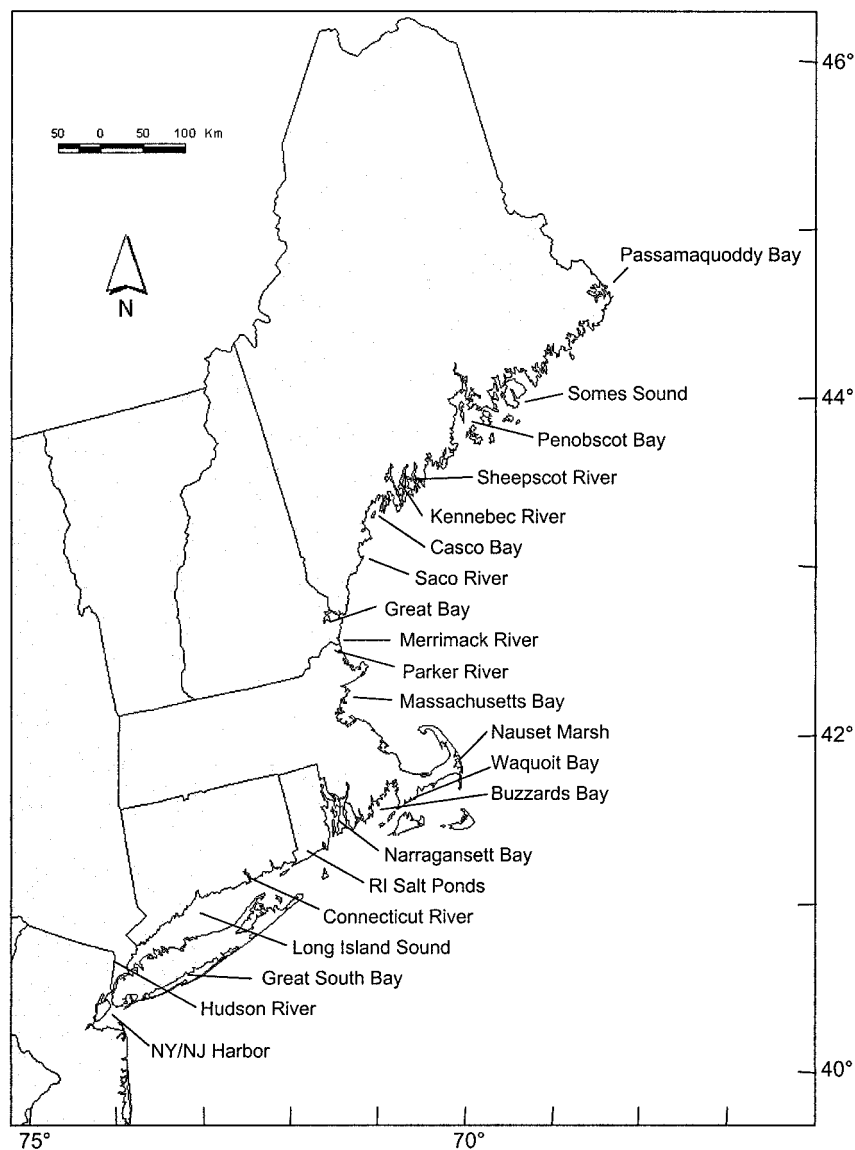 46°
50 0 50 100 Km
Passamaquoddy Bay
N
44°
Somes Sound
Penobscot Bay
Sheepscot River
Kennebec River
Casco Bay
Saco River
Great Bay
Merrimack River
Parker River
Massachusetts Bay
Nauset Marsh
42°
Waquoit Bay
Buzzards Bay
Narragansett Bay
RI Salt Ponds
Connecticut River
Long Island Sound
Great South Bay
Hudson River
NY/NJ Harbor
40°
75° 70°